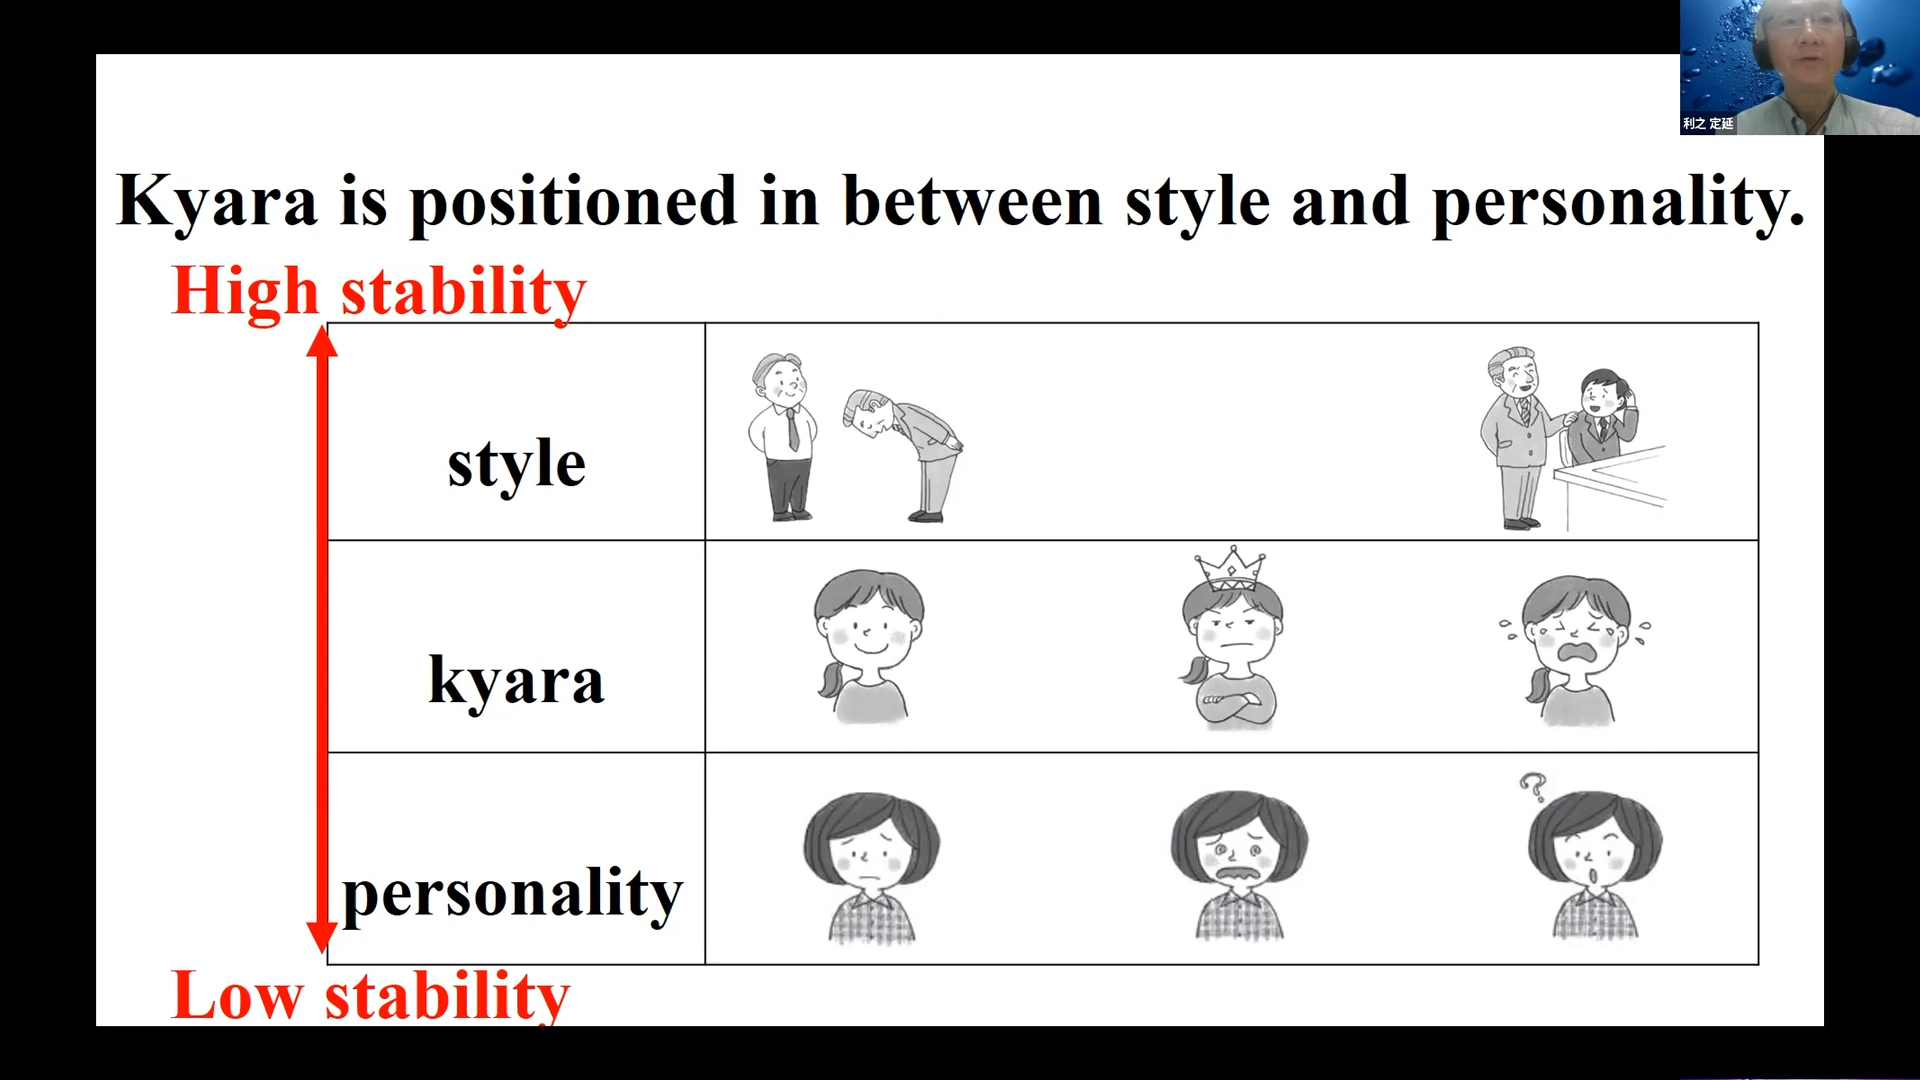 利之 定延
Kyara is positioned in between style and personality.
High stability
style
kyara
?
personality
Low stability